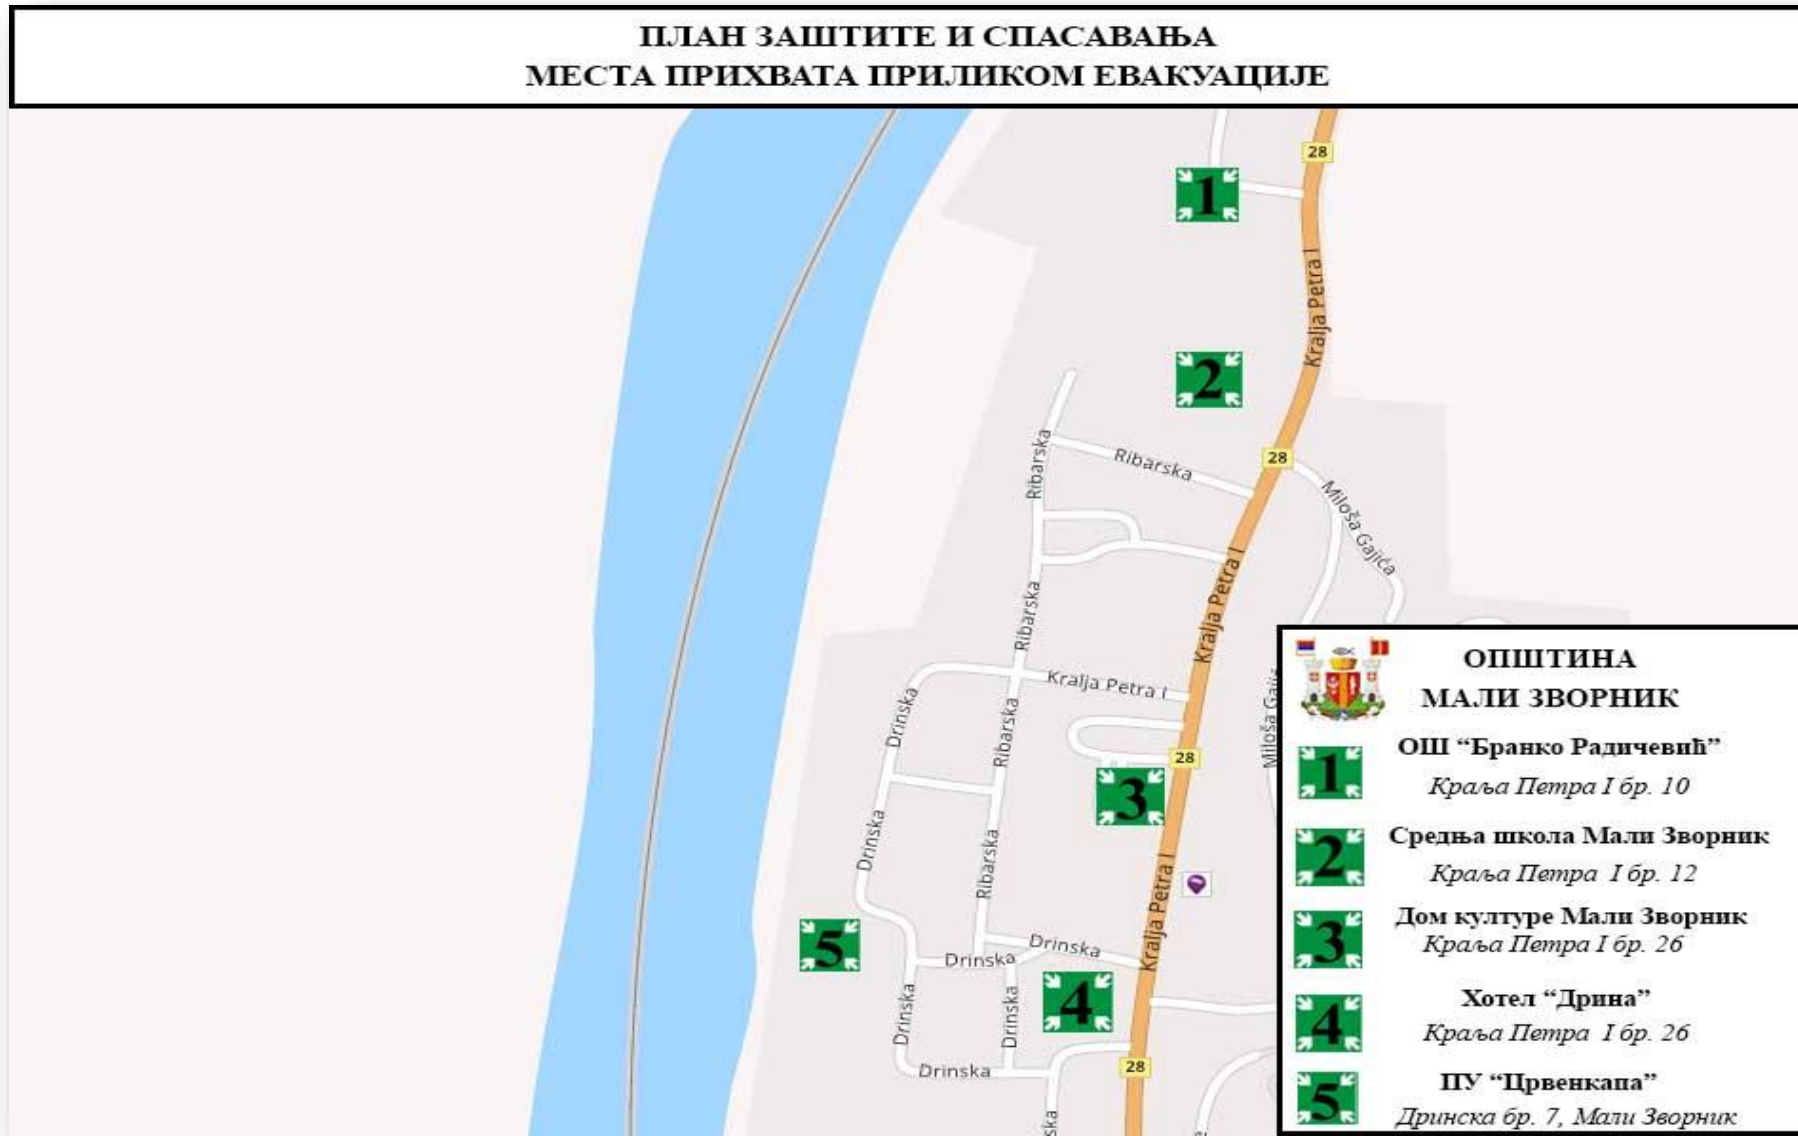 ПЛАН ЗАШТИТЕ И СПАСАВАЊА
МЕСТА ПРИХВАТА ПРИЛИКОМ ЕВАКУАЦИЈЕ
28
1
Kralja Petra I
2
Ribarska
Ribarska
28
Miloša Gajića
Kralja Petra I
Ribarska
Kralja Petra I
Drinska
Ribarska
Miloša Gajić
28
3
Drinska
Ribarska
Kralja Petra I
5
Drinska
Drinska
4
Drinska
Drinska
Drinska
28
ska
ОПШТИНА
МАЛИ ЗВОРНИК
1
ОШ “Бранко Радичевић”
Краља Петра I бр. 10
2
Средња школа Мали Зворник
Краља Петра I бр. 12
3
Дом културе Мали Зворник
Краља Петра I бр. 26
4
Хотел “Дрина”
Краља Петра I бр. 26
5
ПУ “Црвенкапа”
Дринска бр. 7, Мали Зворник